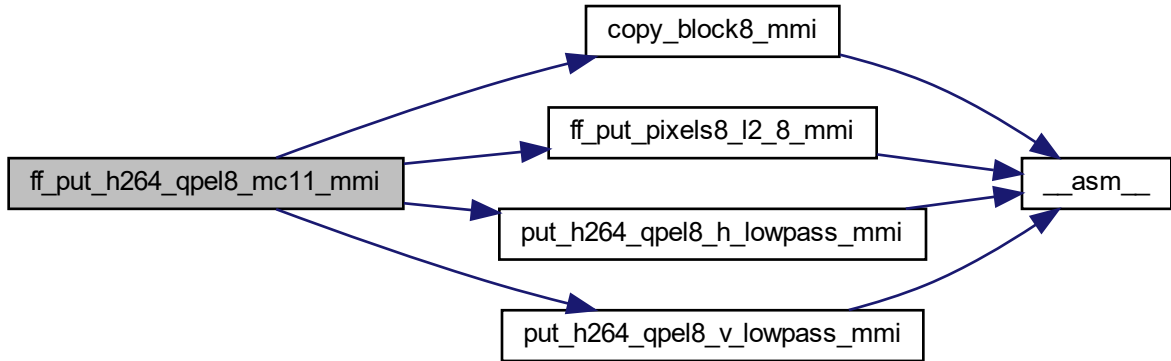 copy_block8_mmi
ff_put_pixels8_l2_8_mmi
ff_put_h264_qpel8_mc11_mmi
__asm__
put_h264_qpel8_h_lowpass_mmi
put_h264_qpel8_v_lowpass_mmi